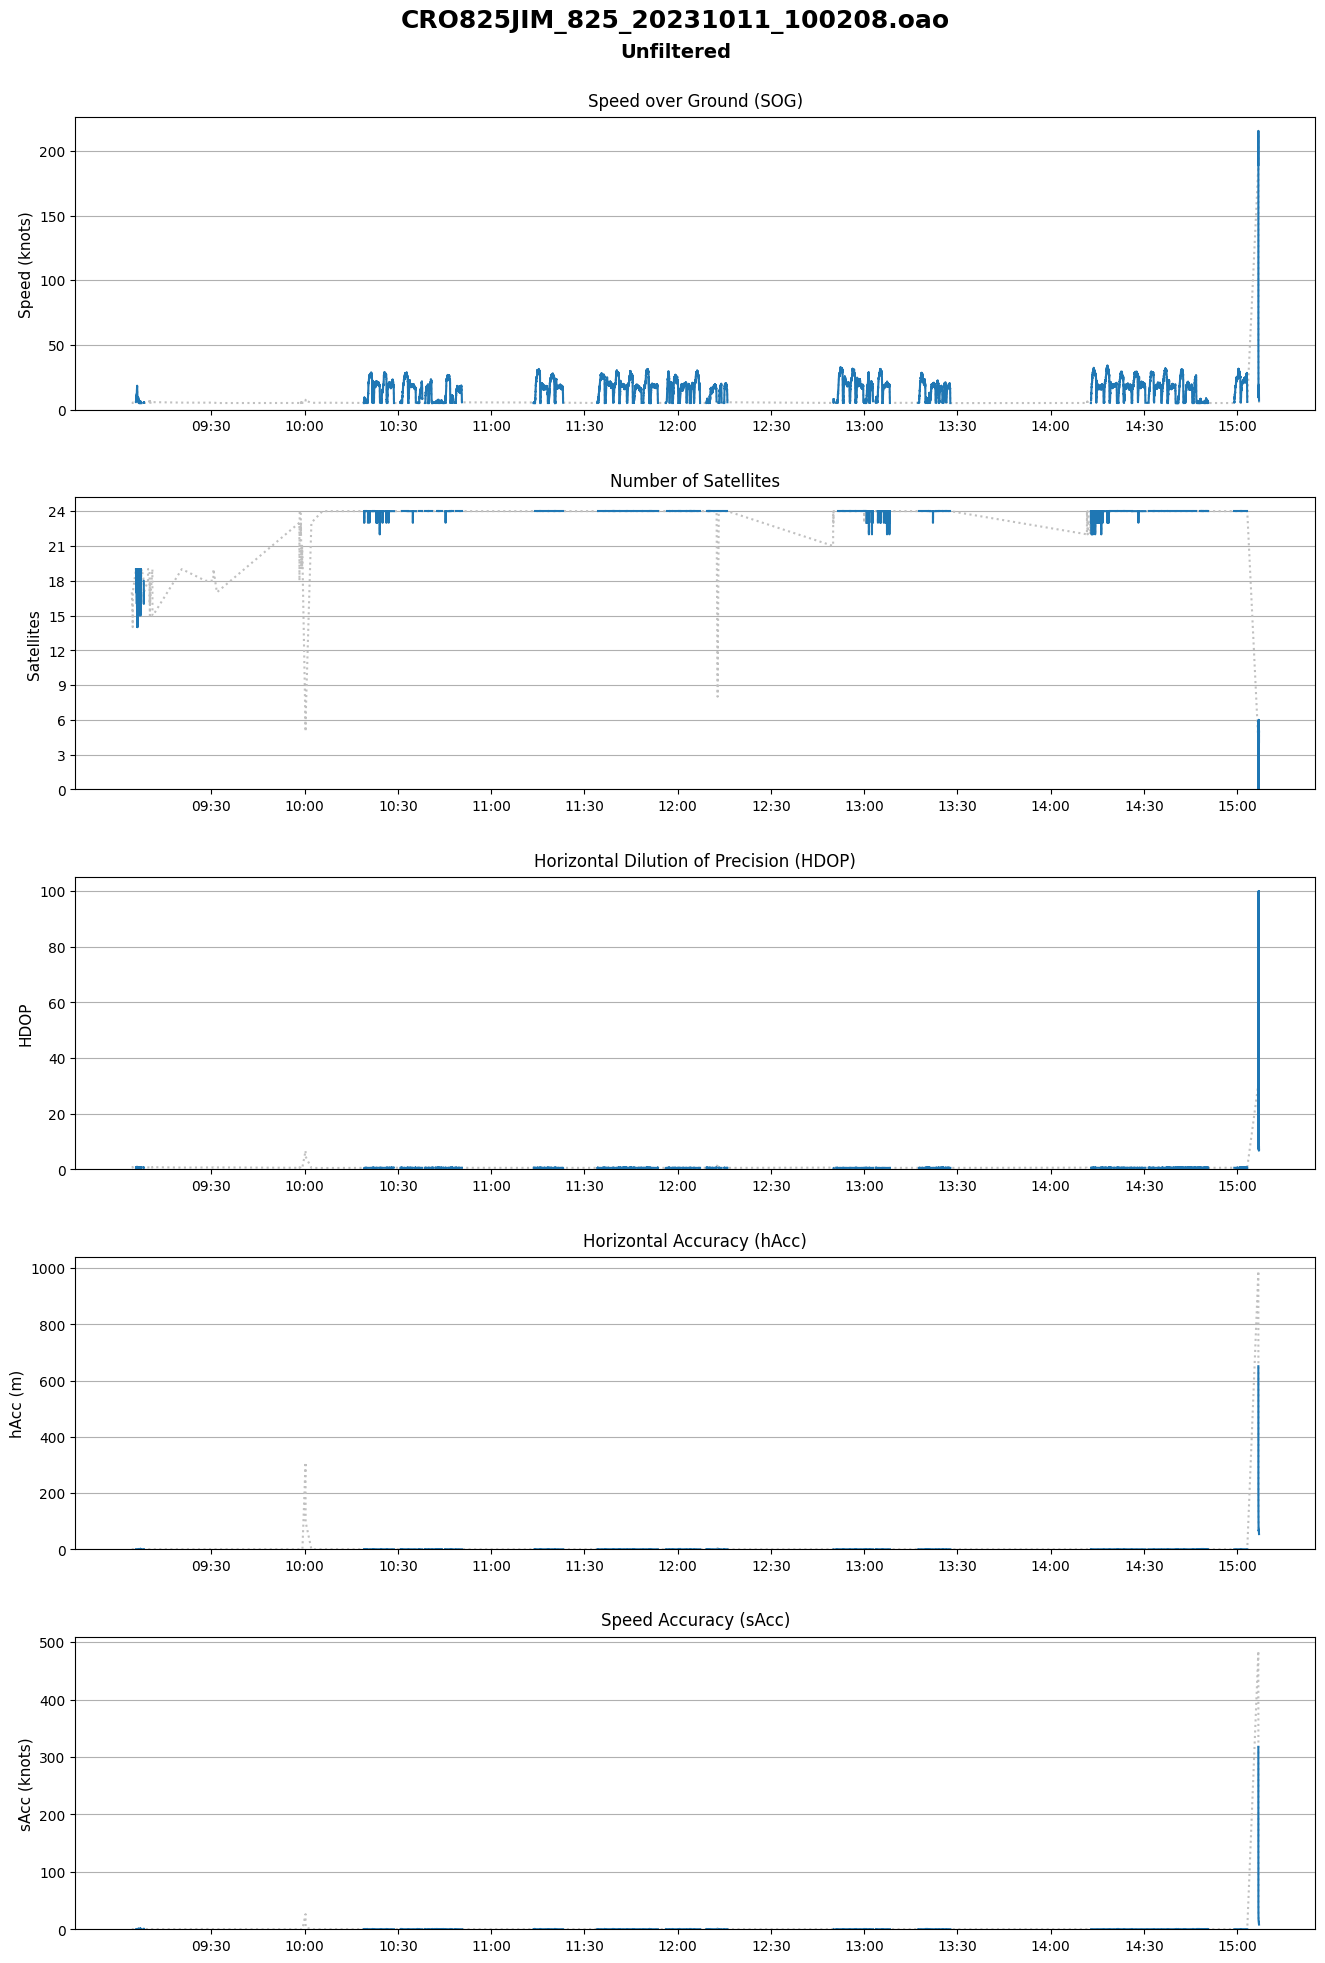 CRO825JIM_825_20231011_100208.oao
Unfiltered
Speed over Ground (SOG)
Speed (knots)
200
150
100
50
0
09:30 10:00 10:30 11:00 11:30 12:00 12:30 13:00 13:30 14:00 14:30 15:00
Number of Satellites
Satellites
24
21
18
15
12
9
6
3
0
09:30 10:00 10:30 11:00 11:30 12:00 12:30 13:00 13:30 14:00 14:30 15:00
Horizontal Dilution of Precision (HDOP)
HDOP
100
80
60
40
20
0
09:30 10:00 10:30 11:00 11:30 12:00 12:30 13:00 13:30 14:00 14:30 15:00
Horizontal Accuracy (hAcc)
hAcc (m)
1000
800
600
400
200
0
09:30 10:00 10:30 11:00 11:30 12:00 12:30 13:00 13:30 14:00 14:30 15:00
Speed Accuracy (sAcc)
sAcc (knots)
500
400
300
200
100
0
09:30 10:00 10:30 11:00 11:30 12:00 12:30 13:00 13:30 14:00 14:30 15:00